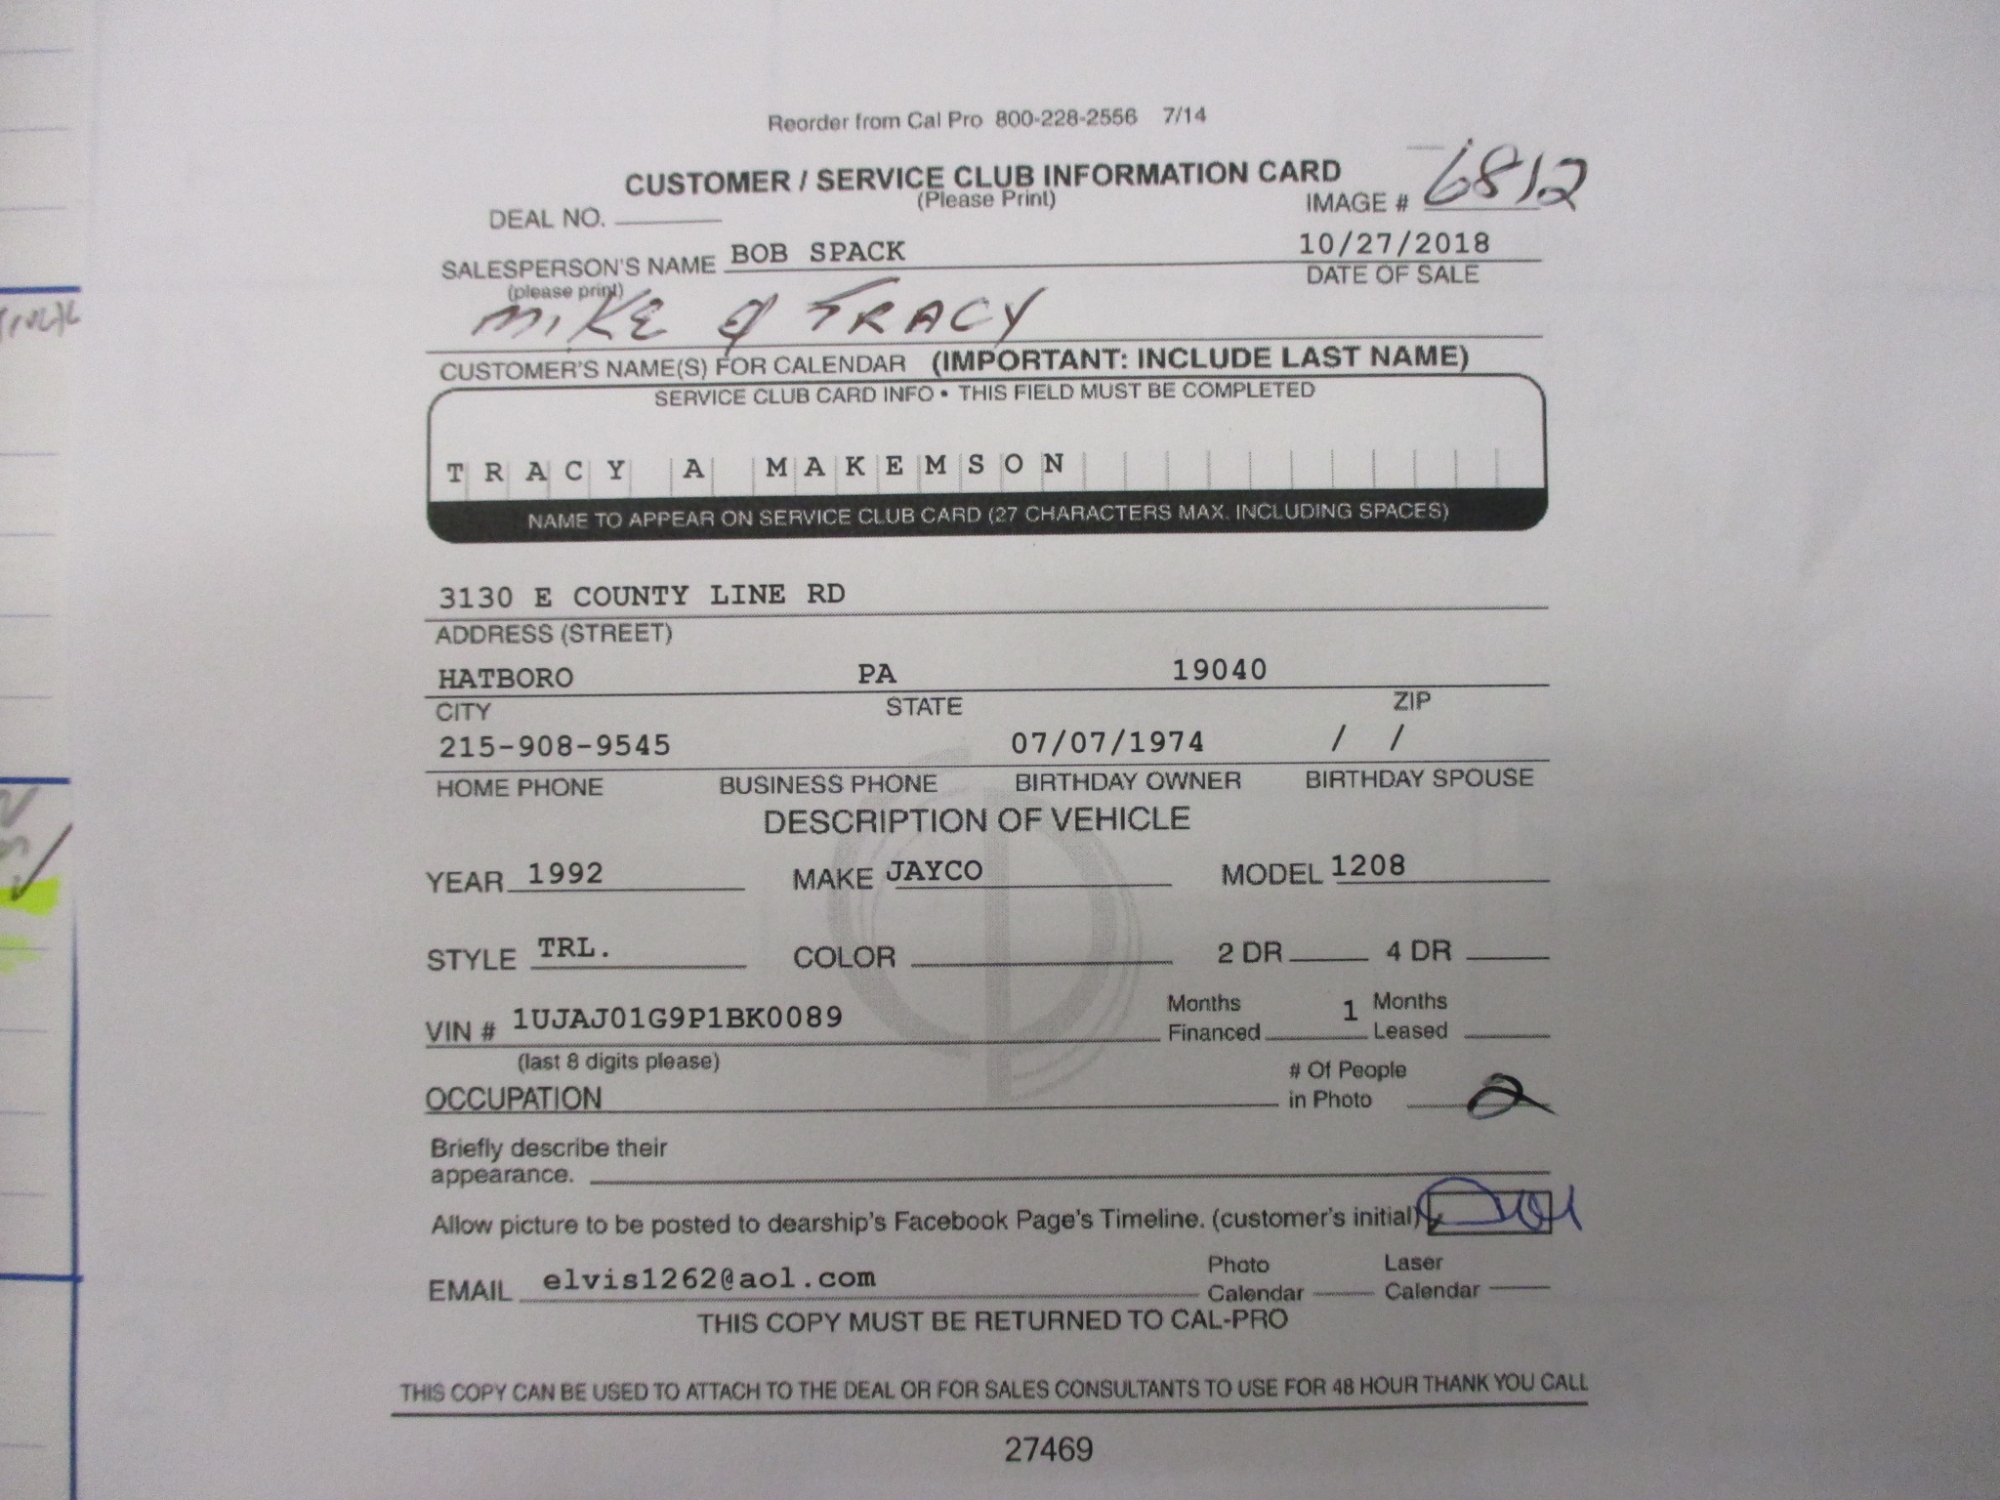 Reorder from Cal Pro 800-228-2556 7/14
CUSTOMER / SERVICE CLUB INFORMATION CARD
(Please Print)
IMAGE # 6812
DEAL NO.
SALESPERSON'S NAME BOB SPACK
(please print)
10/27/2018
DATE OF SALE
MIKE & TRACY
CUSTOMER'S NAME(S) FOR CALENDAR (IMPORTANT: INCLUDE LAST NAME)
SERVICE CLUB CARD INFO • THIS FIELD MUST BE COMPLETED
TRACY A MAKEMSON
NAME TO APPEAR ON SERVICE CLUB CARD (27 CHARACTERS MAX. INCLUDING SPACES)
3130 E COUNTY LINE RD
ADDRESS (STREET)
HATBORO PA 19040
CITY STATE ZIP
215-908-9545 07/07/1974 / /
HOME PHONE BUSINESS PHONE BIRTHDAY OWNER BIRTHDAY SPOUSE
DESCRIPTION OF VEHICLE
YEAR 1992 MAKE JAYCO MODEL 1208
STYLE TRL. COLOR 2 DR 4 DR
VIN # 1UJAJ01G9P1BK0089
(last 8 digits please)
Months Financed 1 Months Leased
OCCUPATION
# Of People in Photo 2
Briefly describe their
appearance.
Allow picture to be posted to dearship's Facebook Page's Timeline. (customer's initial)
EMAIL elvis1262@aol.com
Photo Calendar Laser Calendar
THIS COPY MUST BE RETURNED TO CAL-PRO
THIS COPY CAN BE USED TO ATTACH TO THE DEAL OR FOR SALES CONSULTANTS TO USE FOR 48 HOUR THANK YOU CALL
27469